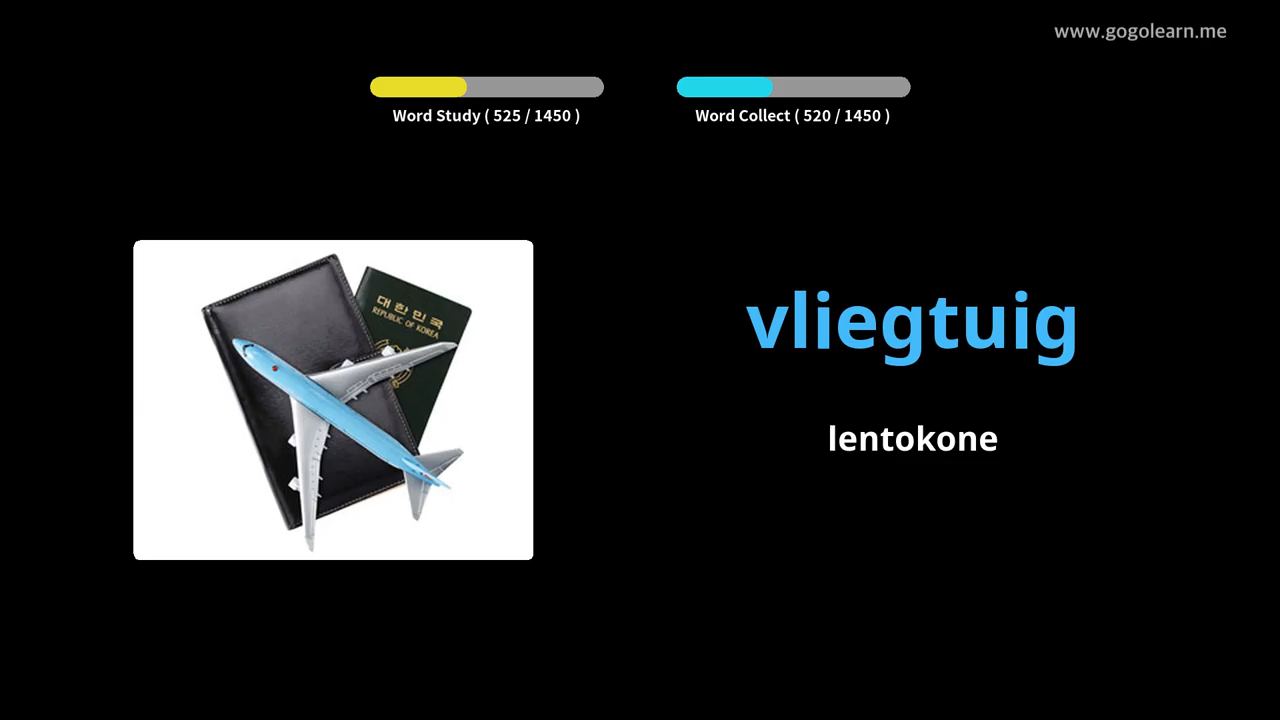 www.gogolearn.me
Word Study ( 525 / 1450 )
Word Collect ( 520 / 1450 )
대한민국
REPUBLIC OF KOREA
vliegtuig
lentokone